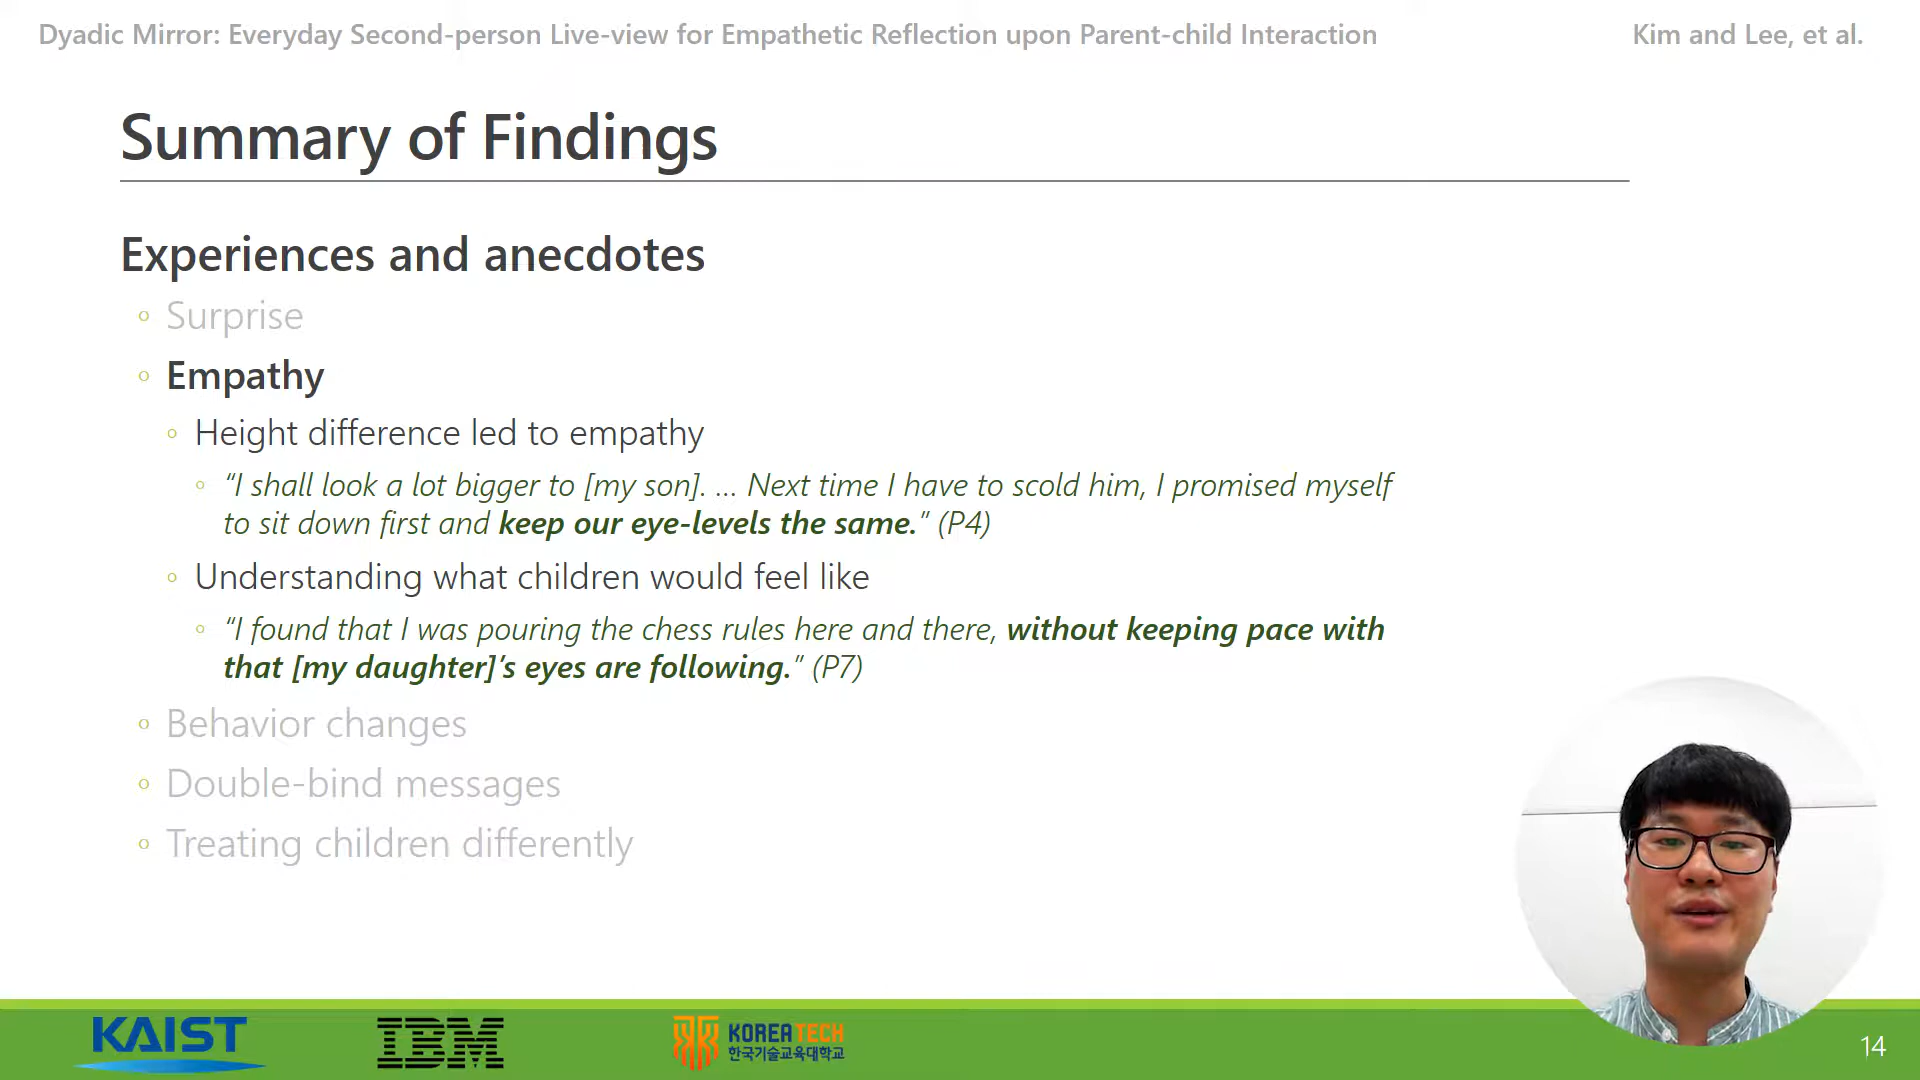 Dyadic Mirror: Everyday Second-person Live-view for Empathetic Reflection upon Parent-child Interaction
Kim and Lee, et al.
Summary of Findings
Experiences and anecdotes
Surprise
Empathy
Height difference led to empathy
“I shall look a lot bigger to [my son]. ... Next time I have to scold him, I promised myself
to sit down first and keep our eye-levels the same.” (P4)
Understanding what children would feel like
“I found that I was pouring the chess rules here and there, without keeping pace with
that [my daughter]’s eyes are following.” (P7)
Behavior changes
Double-bind messages
Treating children differently
KAIST
IBM
KOREATECH
한국기술교육대학교
14